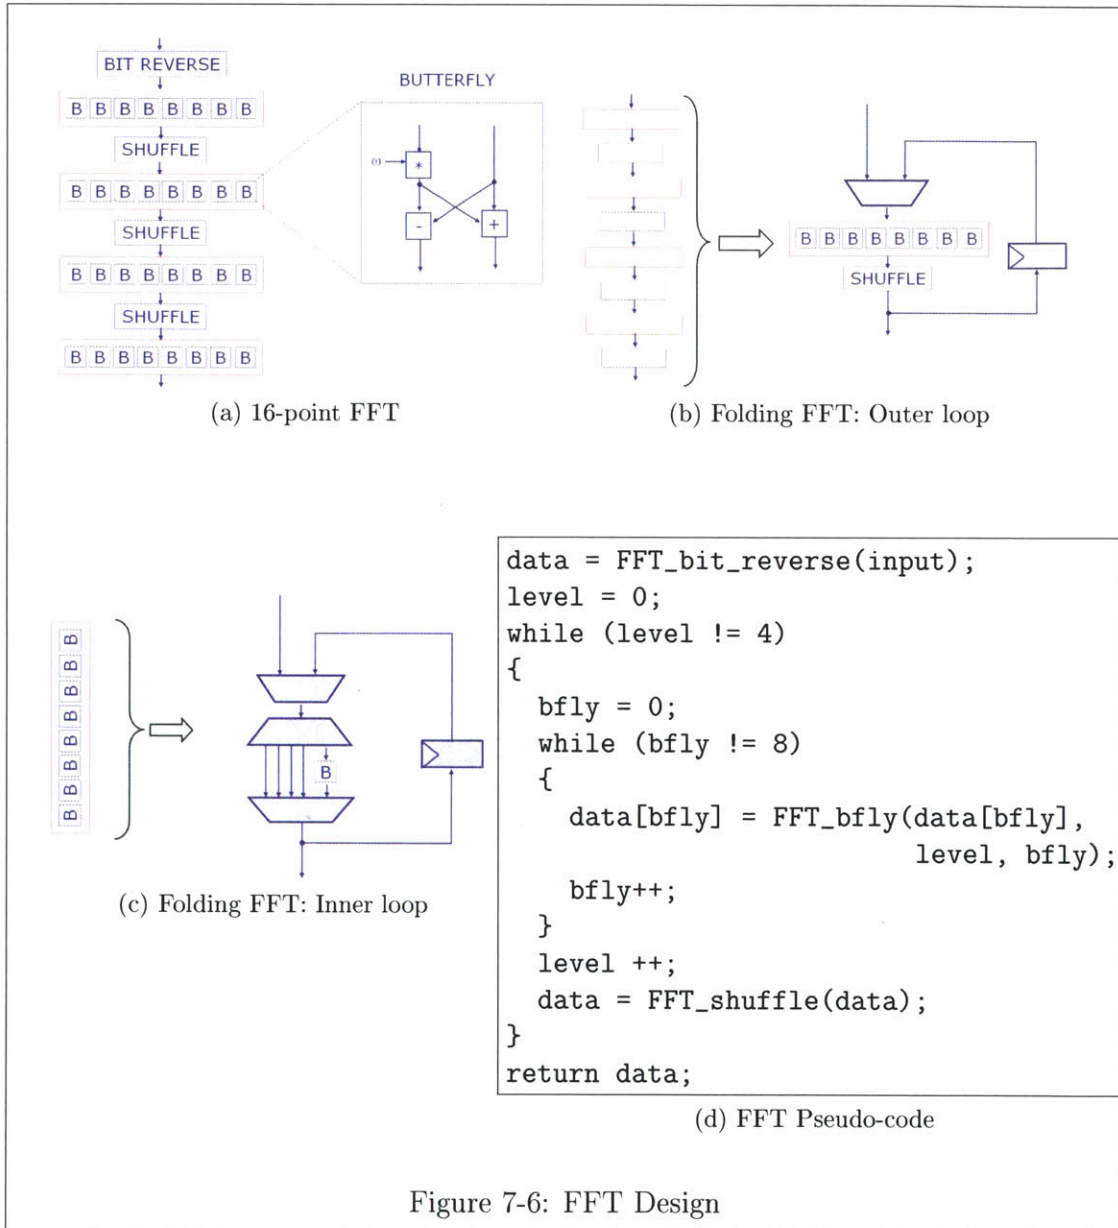 BIT REVERSE
B B B B B B B B
SHUFFLE
B B B B B B B B
SHUFFLE
B B B B B B B B
SHUFFLE
B B B B B B B B
BUTTERFLY
ω
*
- +
(a) 16-point FFT
B B B B B B B B
SHUFFLE
(b) Folding FFT: Outer loop
B
B
B
B
B
B
B
B
B
(c) Folding FFT: Inner loop
data = FFT_bit_reverse(input);
level = 0;
while (level != 4)
{
bfly = 0;
while (bfly != 8)
{
data[bfly] = FFT_bfly(data[bfly],
level, bfly);
bfly++;
}
level ++;
data = FFT_shuffle(data);
}
return data;
(d) FFT Pseudo-code
Figure 7-6: FFT Design